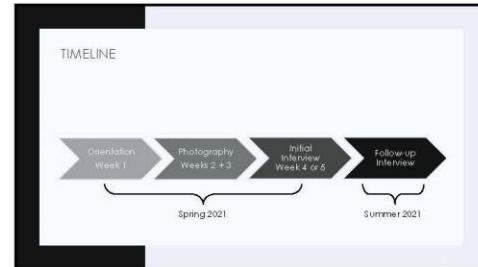 TIMELINE
Orientation
Week 1
Photography
Weeks 2 + 3
Initial
Interview
Week 4 or 5
Follow-up
Interview
Spring 2021
Summer 2021